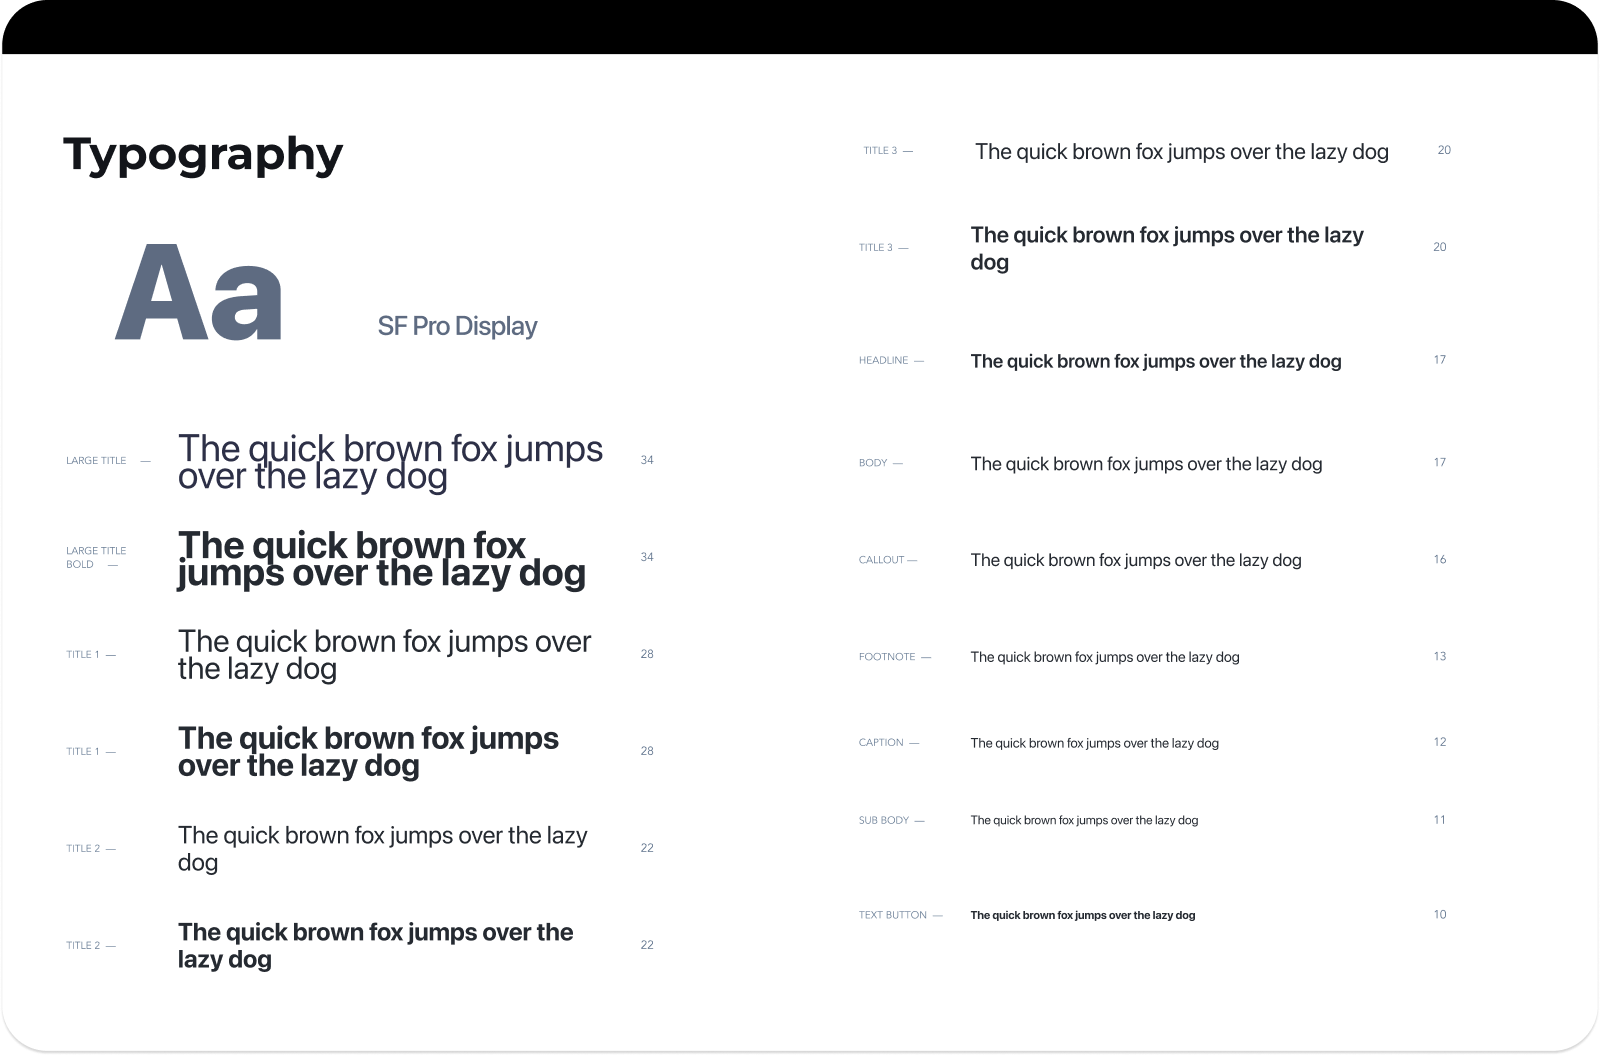 Typography
Aa
SF Pro Display
LARGE TITLE —
The quick brown fox jumps
over the lazy dog
34
LARGE TITLE
BOLD —
The quick brown fox
jumps over the lazy dog
34
TITLE 1 —
The quick brown fox jumps over
the lazy dog
28
TITLE 1 —
The quick brown fox jumps
over the lazy dog
28
TITLE 2 —
The quick brown fox jumps over the lazy
dog
22
TITLE 2 —
The quick brown fox jumps over the
lazy dog
22
TITLE 3 —
The quick brown fox jumps over the lazy dog
20
TITLE 3 —
The quick brown fox jumps over the lazy
dog
20
HEADLINE —
The quick brown fox jumps over the lazy dog
17
BODY —
The quick brown fox jumps over the lazy dog
17
CALLOUT —
The quick brown fox jumps over the lazy dog
16
FOOTNOTE —
The quick brown fox jumps over the lazy dog
13
CAPTION —
The quick brown fox jumps over the lazy dog
12
SUB BODY —
The quick brown fox jumps over the lazy dog
11
TEXT BUTTON —
The quick brown fox jumps over the lazy dog
10